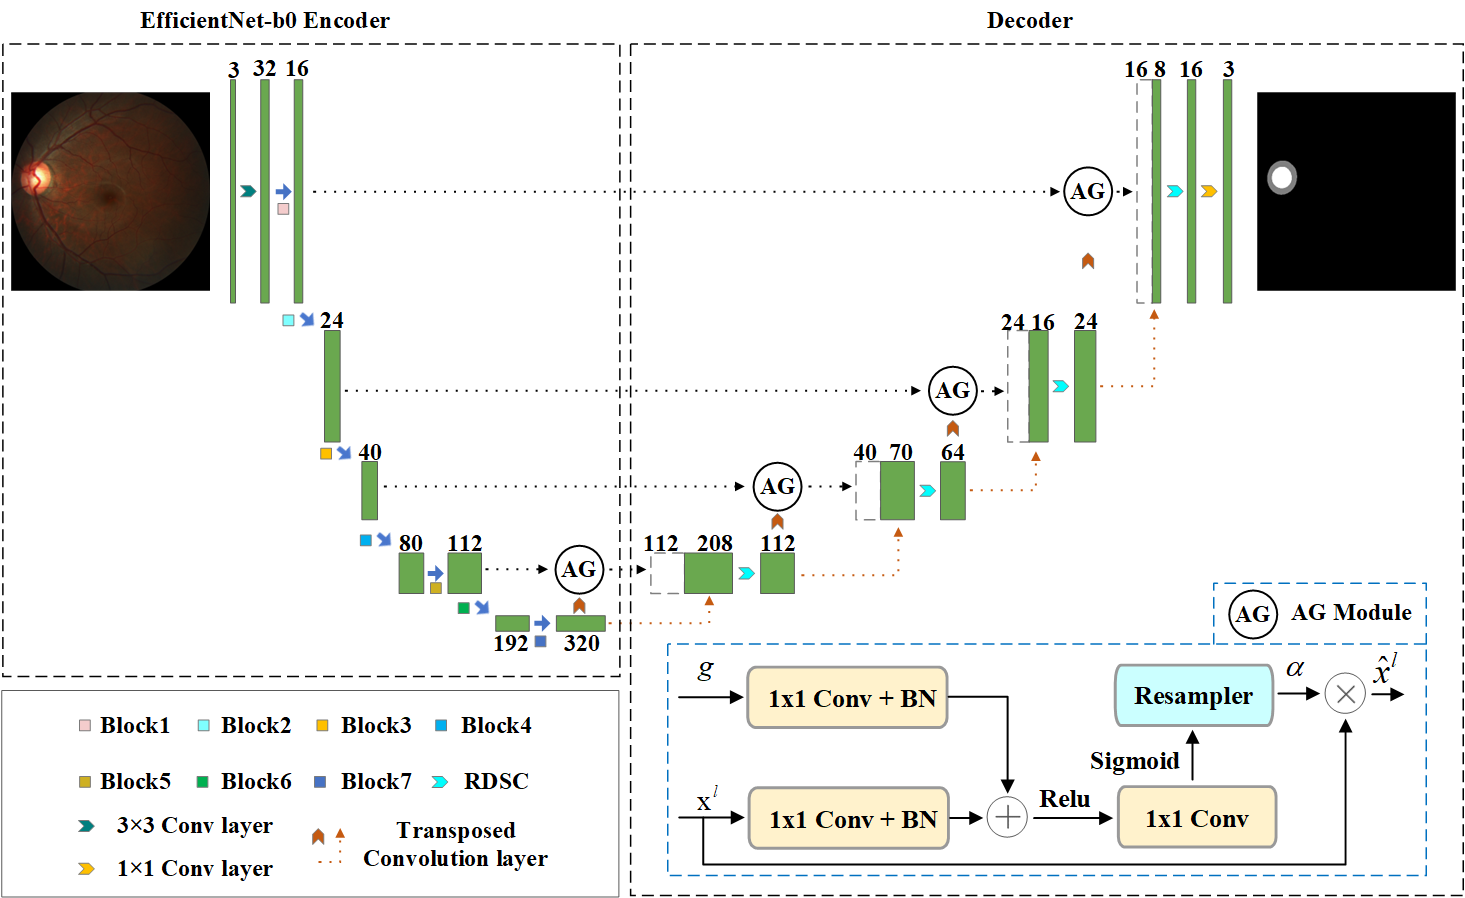 EfficientNet-b0 Encoder
Decoder
3 32 16
16 8 16 3
AG
24
24 16 24
AG
40
40 70 64
AG
80 112
112 208 112
AG
192 320
AG AG Module
g
1x1 Conv + BN
Resampler
α
x̂^l
Sigmoid
x^l
1x1 Conv + BN
Relu
1x1 Conv
Block1 Block2 Block3 Block4
Block5 Block6 Block7 RDSC
3×3 Conv layer
1×1 Conv layer
Transposed
Convolution layer